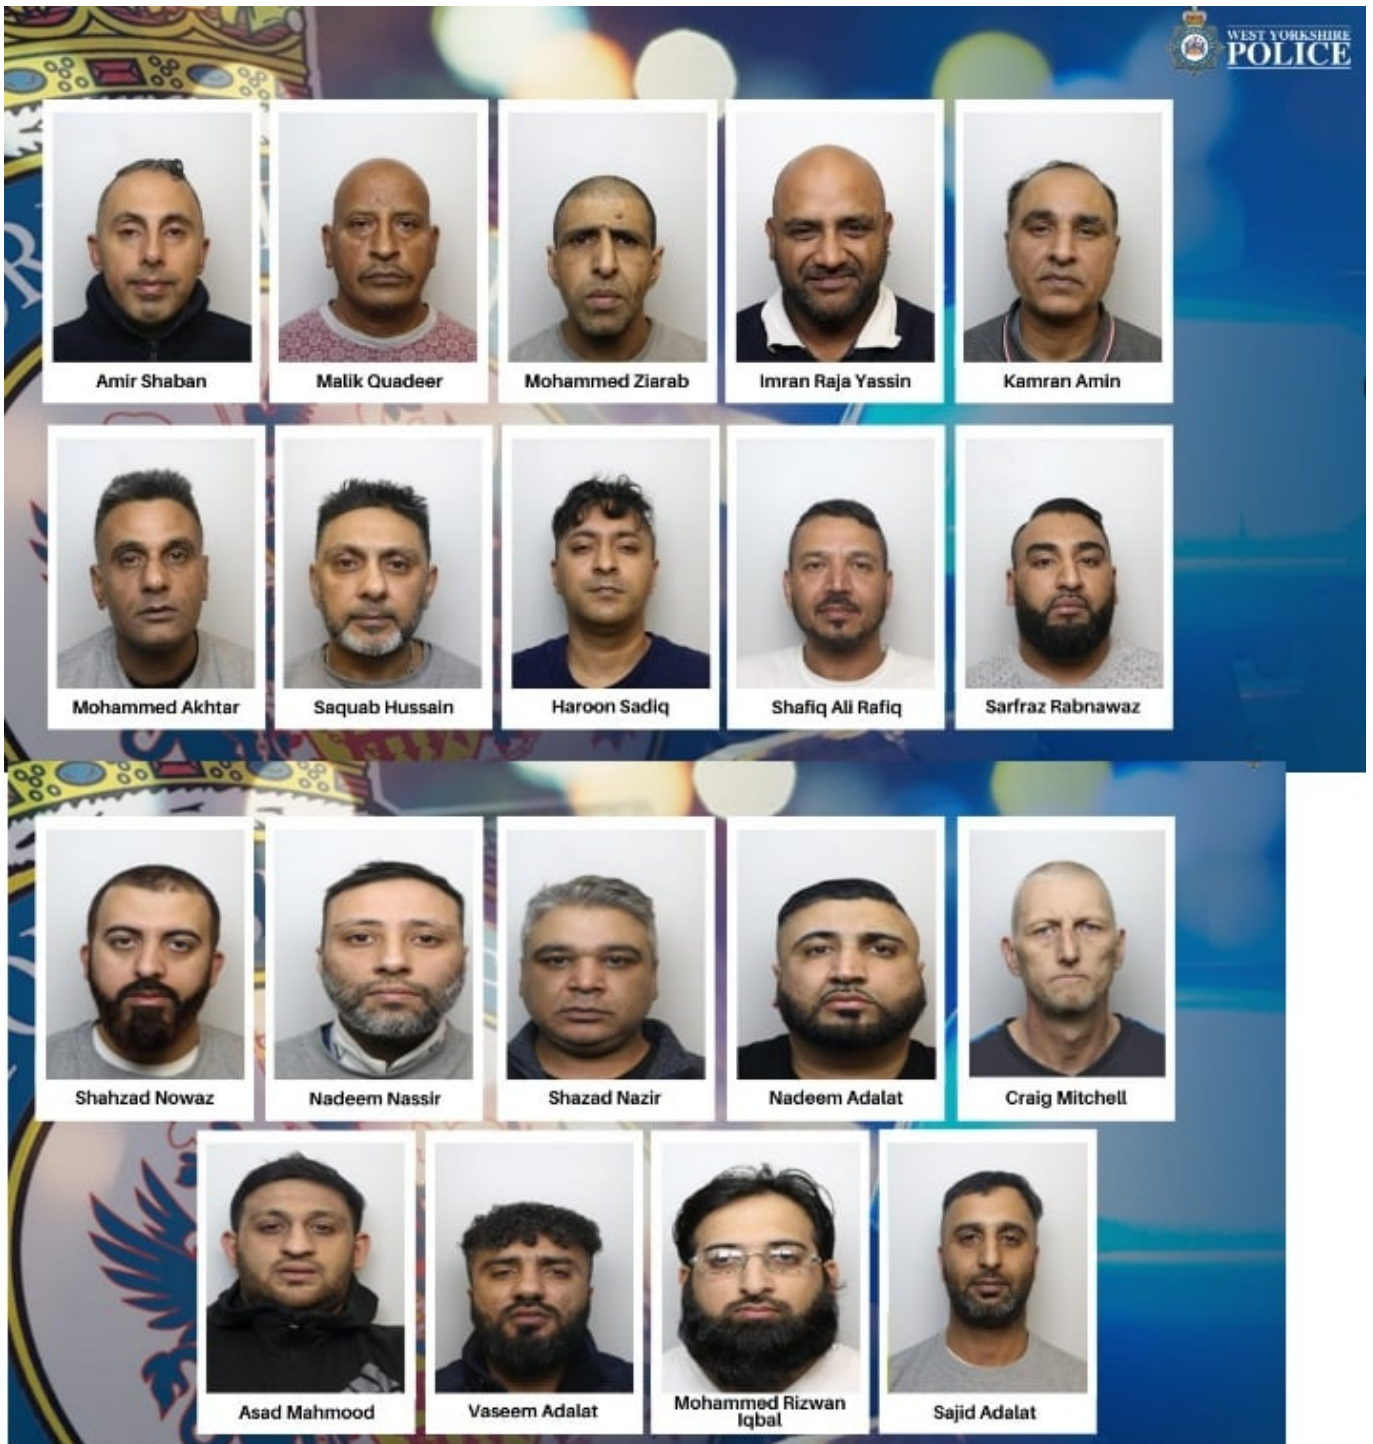 WEST YORKSHIRE
POLICE
Amir Shaban
Malik Quadeer
Mohammed Ziarab
Imran Raja Yassin
Kamran Amin
Mohammed Akhtar
Saquab Hussain
Haroon Sadiq
Shafiq Ali Rafiq
Sarfraz Rabnawaz
Shahzad Nowaz
Nadeem Nassir
Shazad Nazir
Nadeem Adalat
Craig Mitchell
Asad Mahmood
Vaseem Adalat
Mohammed Rizwan
Iqbal
Sajid Adalat